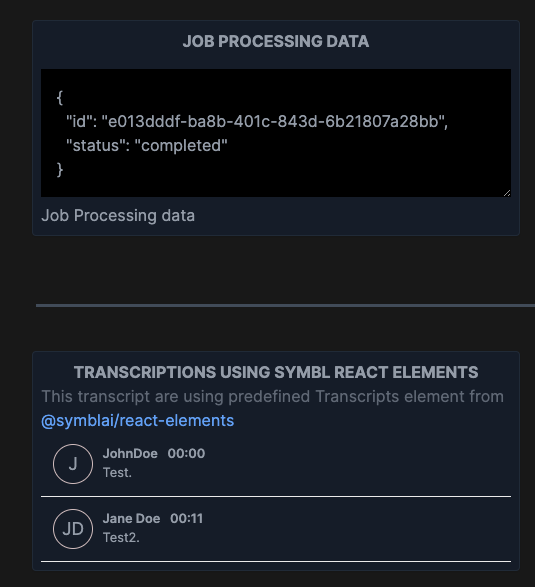 JOB PROCESSING DATA
{
"id": "e013dddf-ba8b-401c-843d-6b21807a28bb",
"status": "completed"
}
Job Processing data
TRANSCRIPTIONS USING SYMBL REACT ELEMENTS
This transcript are using predefined Transcripts element from
@symblai/react-elements
J
JohnDoe 00:00
Test.
JD
Jane Doe 00:11
Test2.